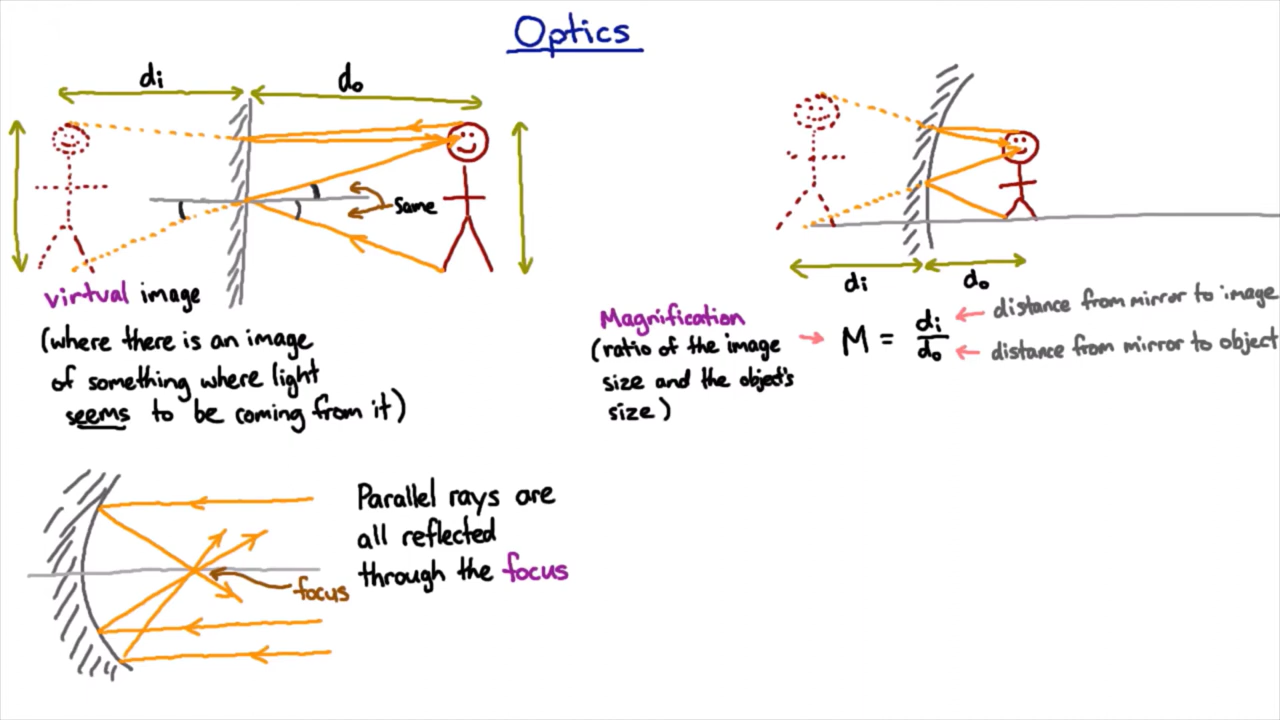 Optics
di
do
Same
virtual image
(where there is an image
of something where light
seems to be coming from it)
di
do
Magnification
(ratio of the image
size and the object's
size)
M = di/do
distance from mirror to image
distance from mirror to object
focus
Parallel rays are
all reflected
through the focus